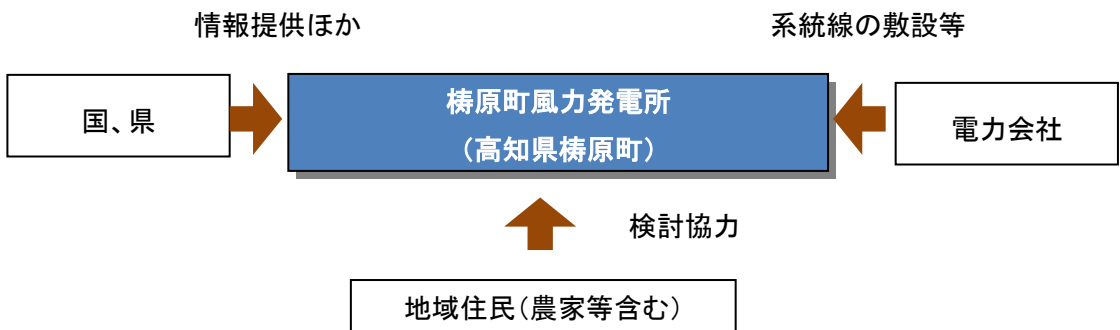 情報提供ほか
系統線の敷設等
国、県
梼原町風力発電所
(高知県梼原町)
電力会社
検討協力
地域住民(農家等含む)